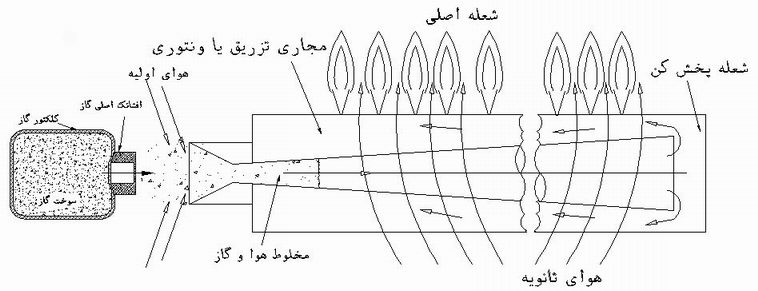 شعله اصلی
مجاری تزریق یا ونتوری
شعله پخش کن
هوای اولیه
افشانک اصلی گاز
کلکتور گاز
سوخت گاز
مخلوط هوا و گاز
هوای ثانویه